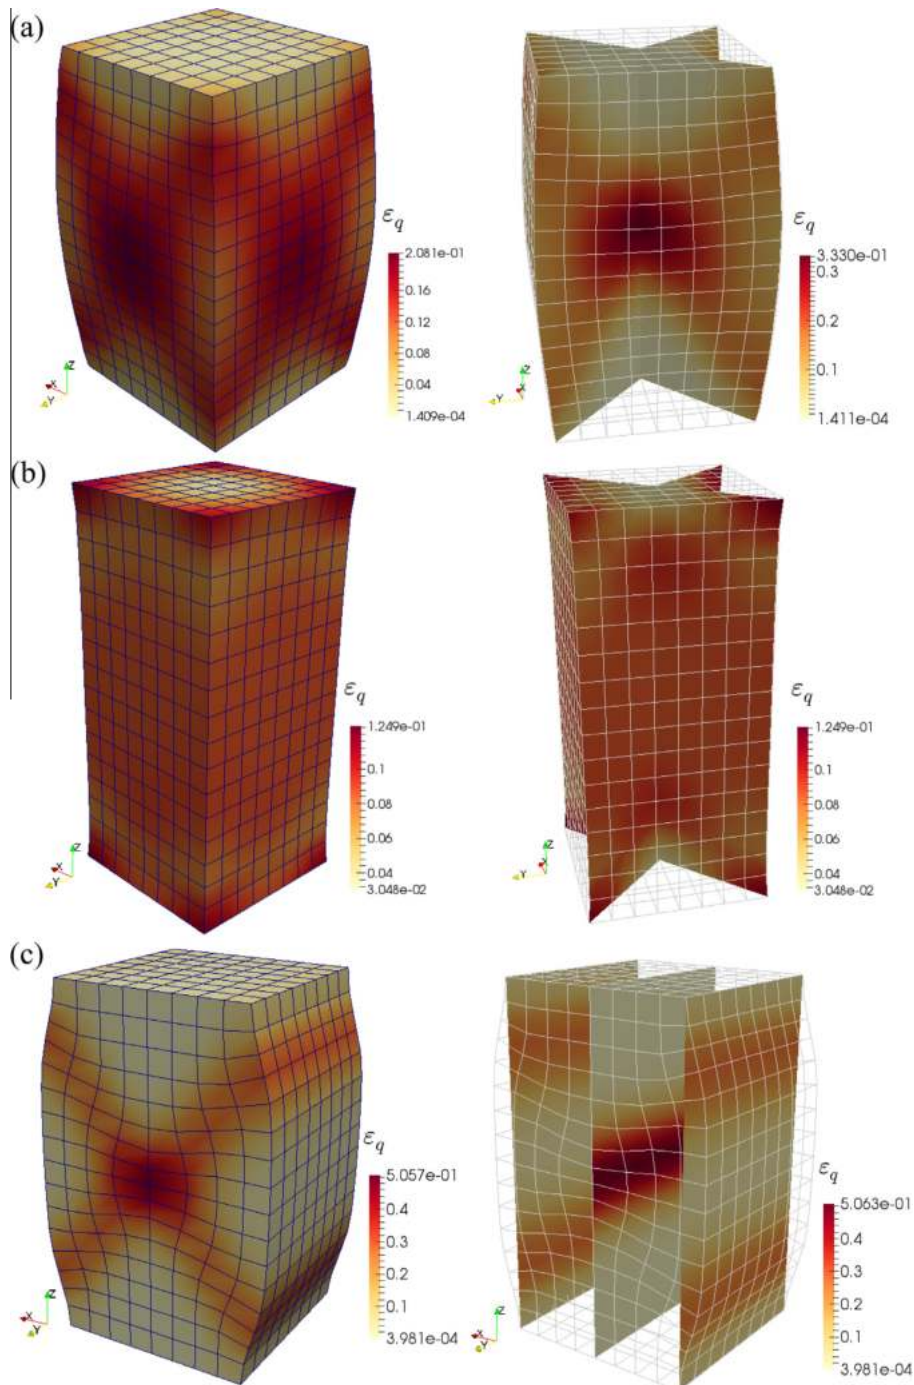 (a)
ε_q
2.081e-01
0.16
0.12
0.08
0.04
1.409e-04
Z
X
Y
ε_q
3.330e-01
0.3
0.2
0.1
1.411e-04
Z
X
Y
(b)
ε_q
1.249e-01
0.1
0.08
0.06
0.04
3.048e-02
Z
X
Y
ε_q
1.249e-01
0.1
0.08
0.06
0.04
3.048e-02
Z
X
Y
(c)
ε_q
5.057e-01
0.4
0.3
0.2
0.1
3.981e-04
Z
X
Y
ε_q
5.063e-01
0.4
0.3
0.2
0.1
3.981e-04
Z
X
Y